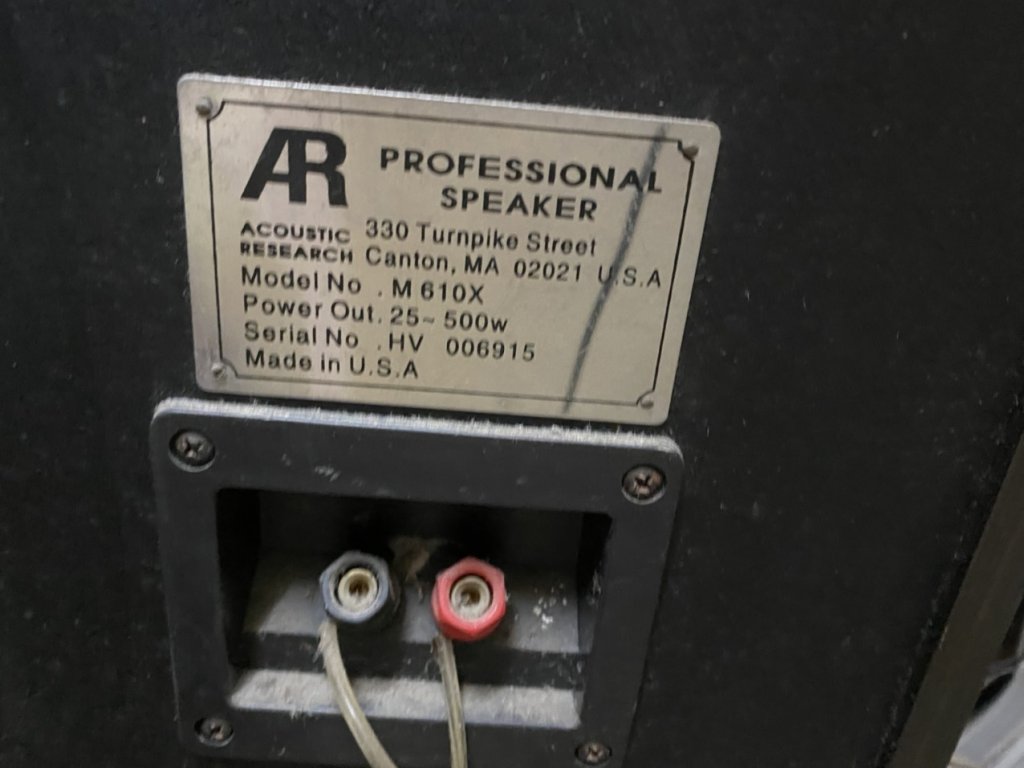 AR
PROFESSIONAL
SPEAKER
ACOUSTIC
RESEARCH
330 Turnpike Street
Canton, MA 02021 U.S.A
Model No . M 610X
Power Out. 25~ 500w
Serial No . HV 006915
Made in U.S.A